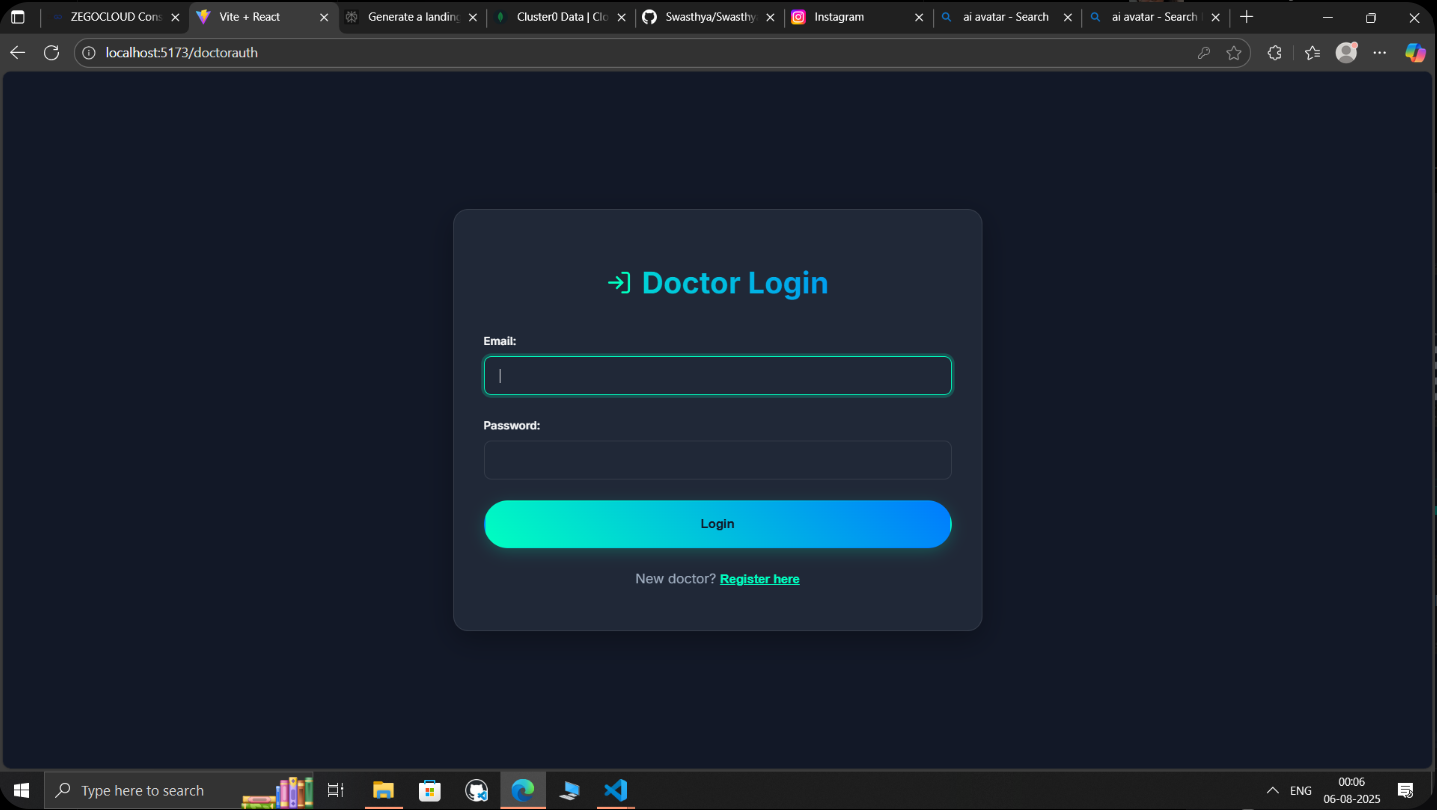 ZEGOCLOUD Cons
Vite + React
Generate a landing
Cluster0 Data | Clo
Swasthya/Swasthy
Instagram
ai avatar - Search
ai avatar - Search
localhost:5173/doctorauth
Doctor Login
Email:
Password:
Login
New doctor? Register here
Type here to search
ENG
00:06
06-08-2025